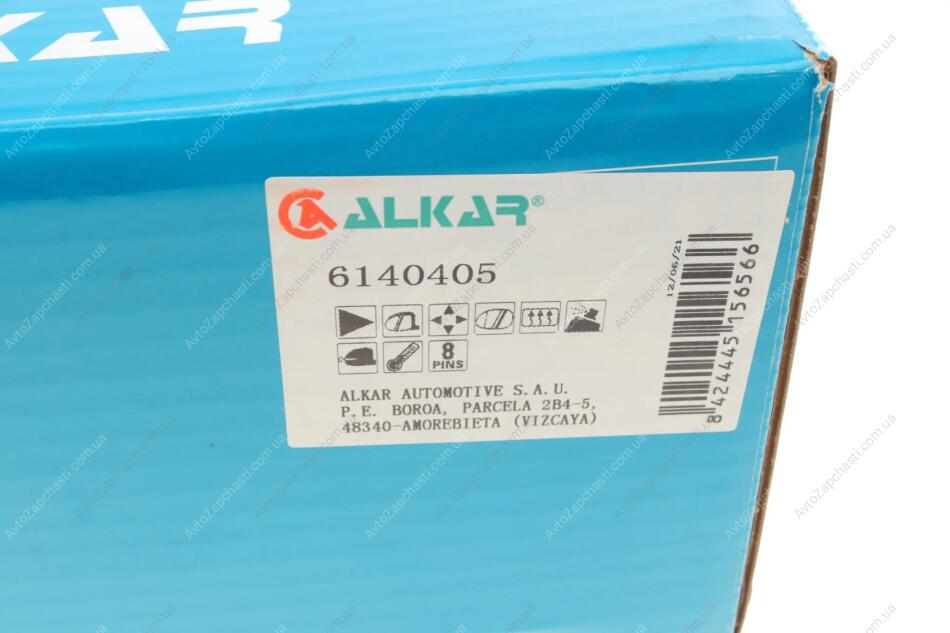 KAR
ALKAR®
6140405
12/06/21
8 424445 156566
8
PINS
ALKAR AUTOMOTIVE S.A.U.
P.E. BOROA, PARCELA 2B4-5,
48340-AMOREBIETA (VIZCAYA)
AvtoZapchasti.com.ua